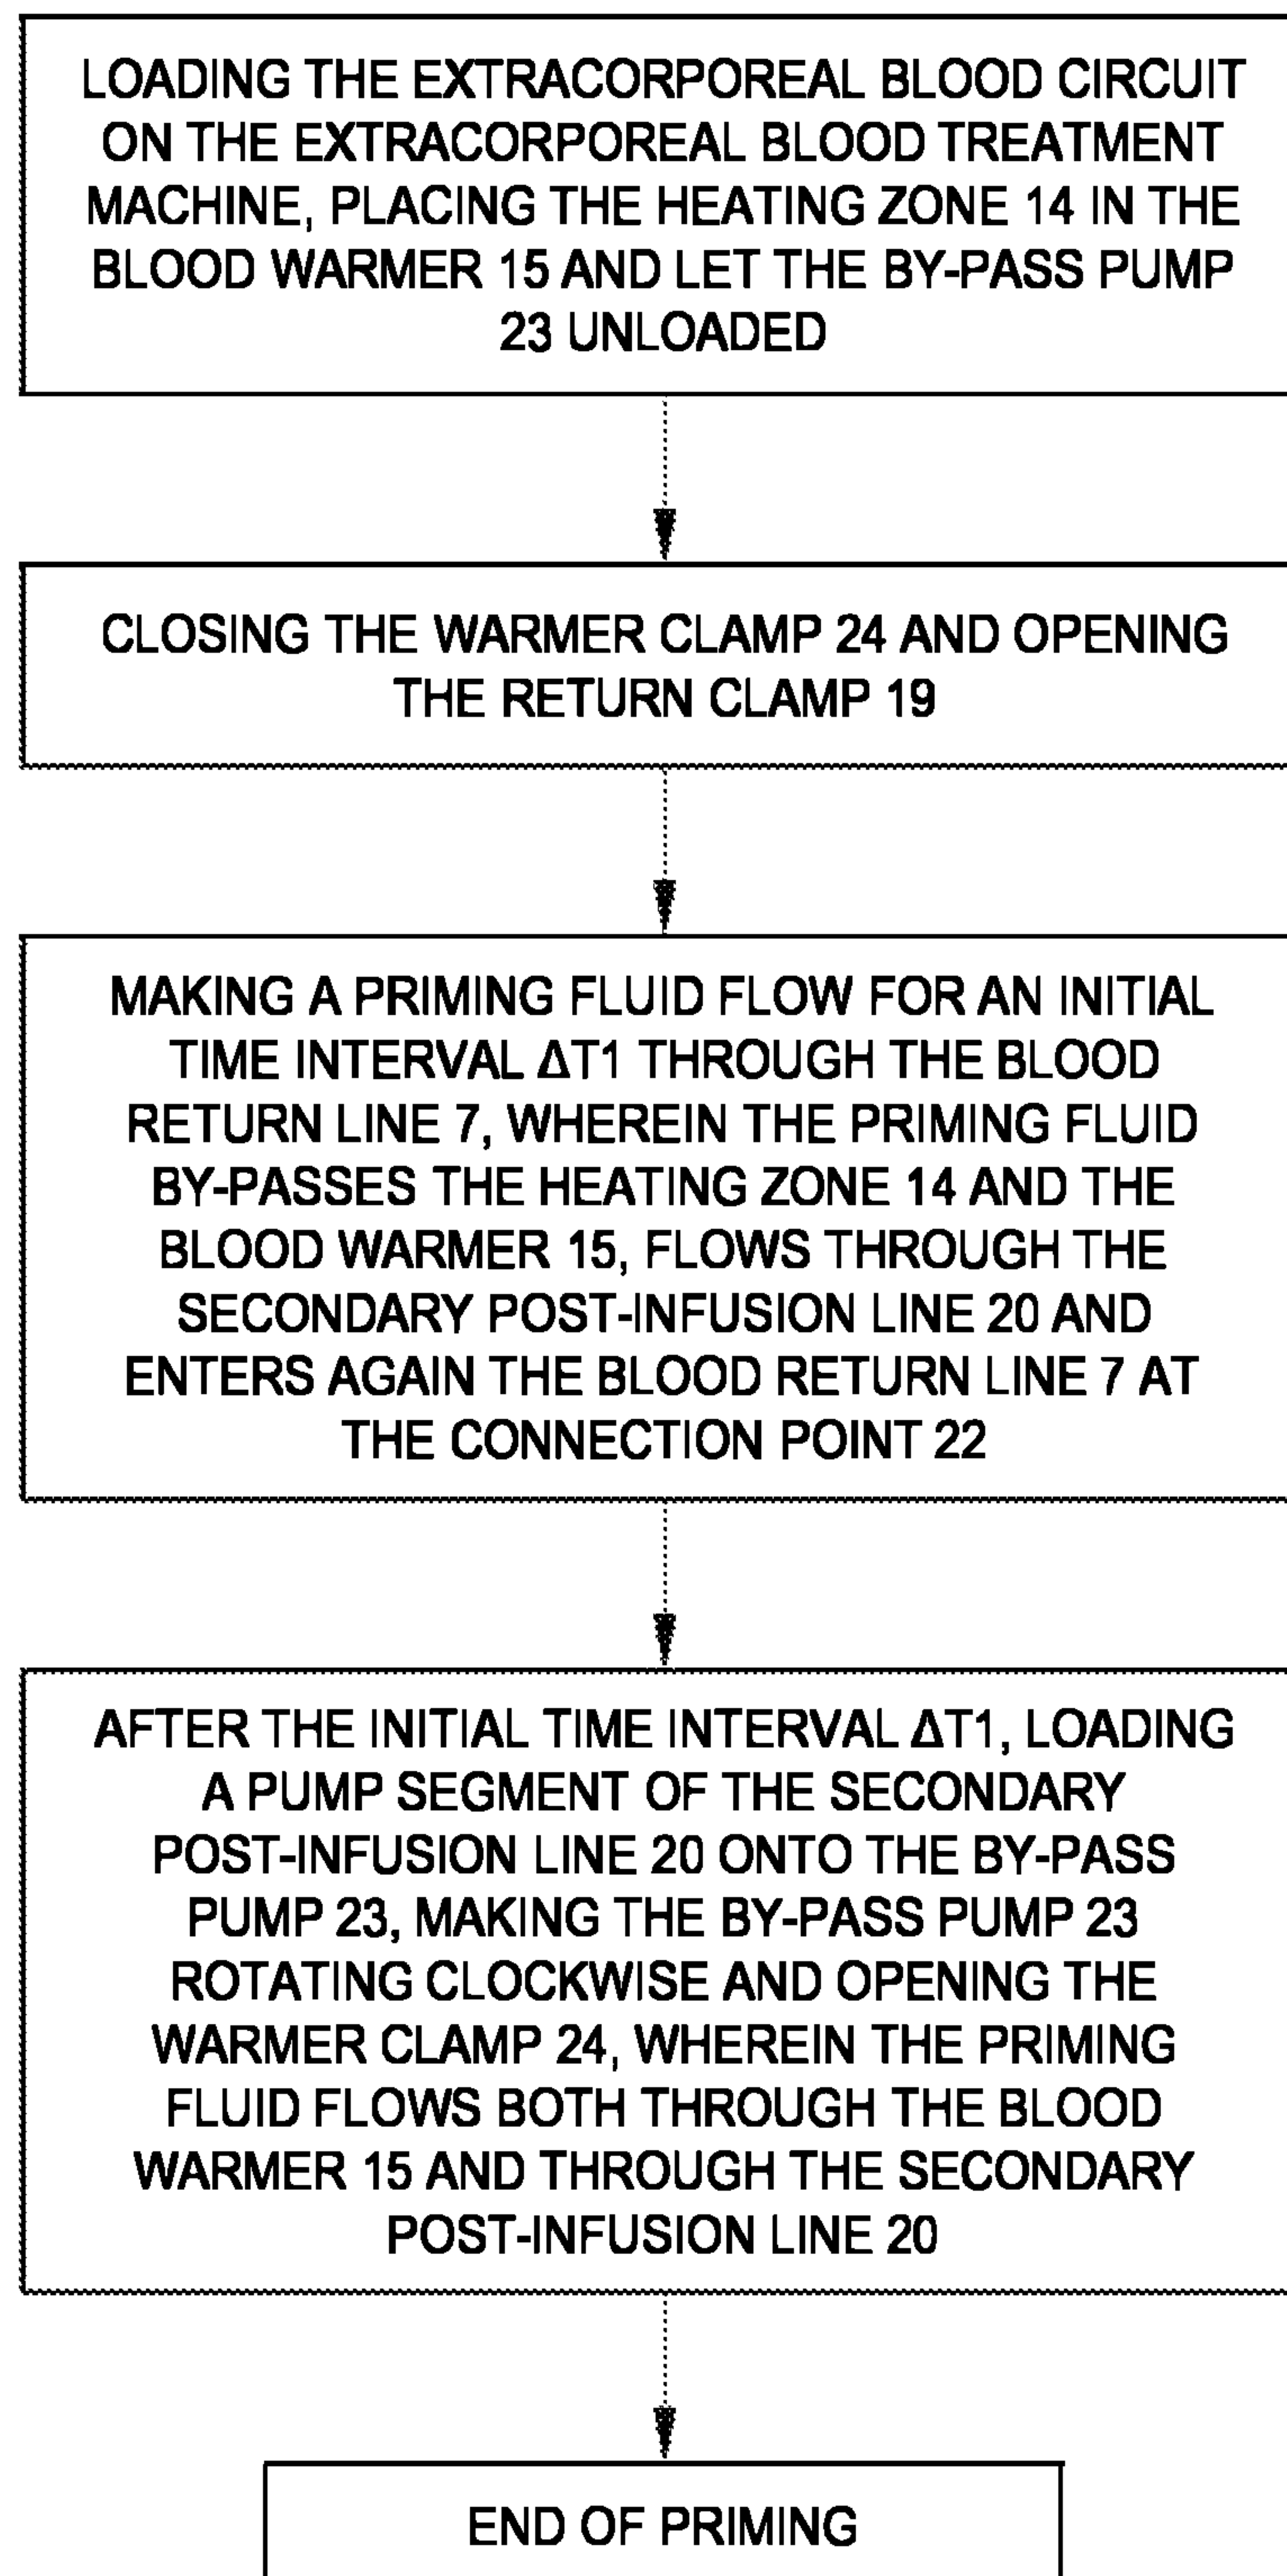 LOADING THE EXTRACORPOREAL BLOOD CIRCUIT
ON THE EXTRACORPOREAL BLOOD TREATMENT
MACHINE, PLACING THE HEATING ZONE 14 IN THE
BLOOD WARMER 15 AND LET THE BY-PASS PUMP
23 UNLOADED
CLOSING THE WARMER CLAMP 24 AND OPENING
THE RETURN CLAMP 19
MAKING A PRIMING FLUID FLOW FOR AN INITIAL
TIME INTERVAL ΔT1 THROUGH THE BLOOD
RETURN LINE 7, WHEREIN THE PRIMING FLUID
BY-PASSES THE HEATING ZONE 14 AND THE
BLOOD WARMER 15, FLOWS THROUGH THE
SECONDARY POST-INFUSION LINE 20 AND
ENTERS AGAIN THE BLOOD RETURN LINE 7 AT
THE CONNECTION POINT 22
AFTER THE INITIAL TIME INTERVAL ΔT1, LOADING
A PUMP SEGMENT OF THE SECONDARY
POST-INFUSION LINE 20 ONTO THE BY-PASS
PUMP 23, MAKING THE BY-PASS PUMP 23
ROTATING CLOCKWISE AND OPENING THE
WARMER CLAMP 24, WHEREIN THE PRIMING
FLUID FLOWS BOTH THROUGH THE BLOOD
WARMER 15 AND THROUGH THE SECONDARY
POST-INFUSION LINE 20
END OF PRIMING